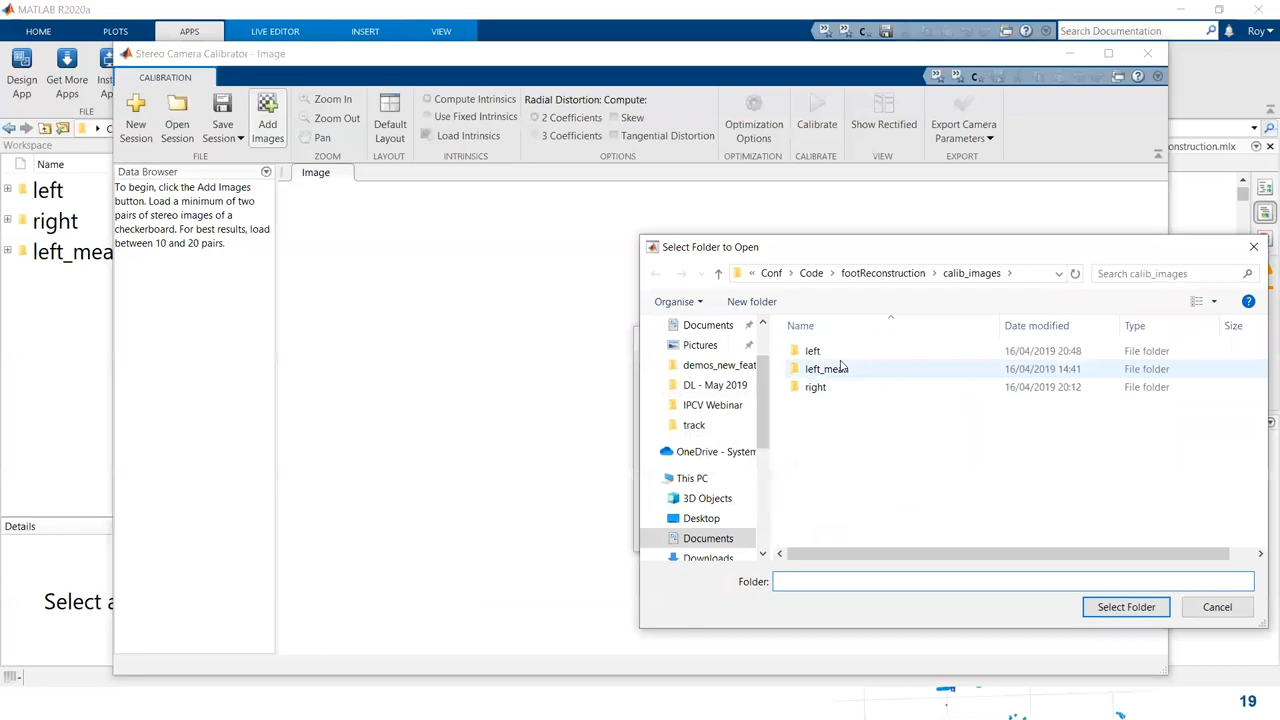 MATLAB R2020a
HOME PLOTS APPS LIVE EDITOR INSERT VIEW
Search Documentation
Roy
Design App
Get More Apps
FILE
Stereo Camera Calibrator - Image
CALIBRATION
New Session
Open Session
Save Session
Add Images
FILE
Zoom In
Zoom Out
Pan
ZOOM
Default Layout
LAYOUT
Compute Intrinsics
Use Fixed Intrinsics
Load Intrinsics
INTRINSICS
Radial Distortion: Compute:
2 Coefficients Skew
3 Coefficients Tangential Distortion
OPTIONS
Optimization Options
OPTIMIZATION
Calibrate
CALIBRATE
Show Rectified
VIEW
Export Camera Parameters
EXPORT
Workspace
Name
left
right
left_mea
Details
Select a
Data Browser
To begin, click the Add Images
button. Load a minimum of two
pairs of stereo images of a
checkerboard. For best results, load
between 10 and 20 pairs.
Image
onstruction.mlx
Select Folder to Open
« Conf > Code > footReconstruction > calib_images >
Search calib_images
Organise
New folder
Documents
Pictures
demos_new_feat
DL - May 2019
IPCV Webinar
track
OneDrive - System
This PC
3D Objects
Desktop
Documents
Downloads
Name Date modified Type Size
left 16/04/2019 20:48 File folder
left_mean 16/04/2019 14:41 File folder
right 16/04/2019 20:12 File folder
Folder:
Select Folder
Cancel
19